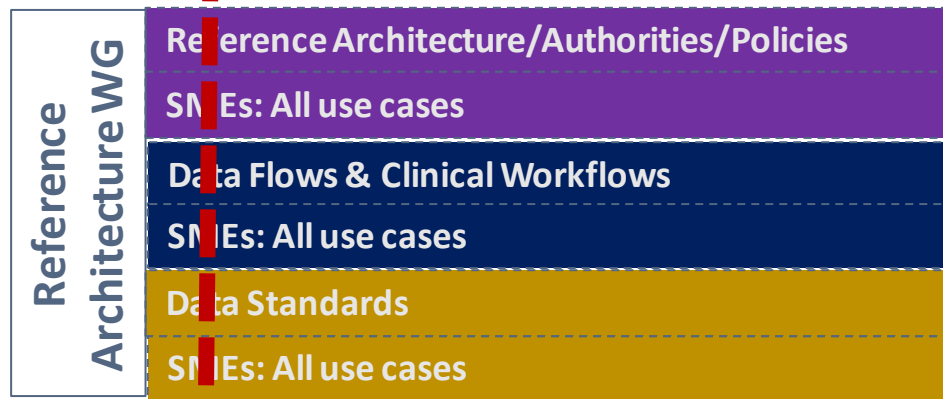 Reference
Architecture WG
Reference Architecture/Authorities/Policies
SMEs: All use cases
Data Flows & Clinical Workflows
SMEs: All use cases
Data Standards
SMEs: All use cases